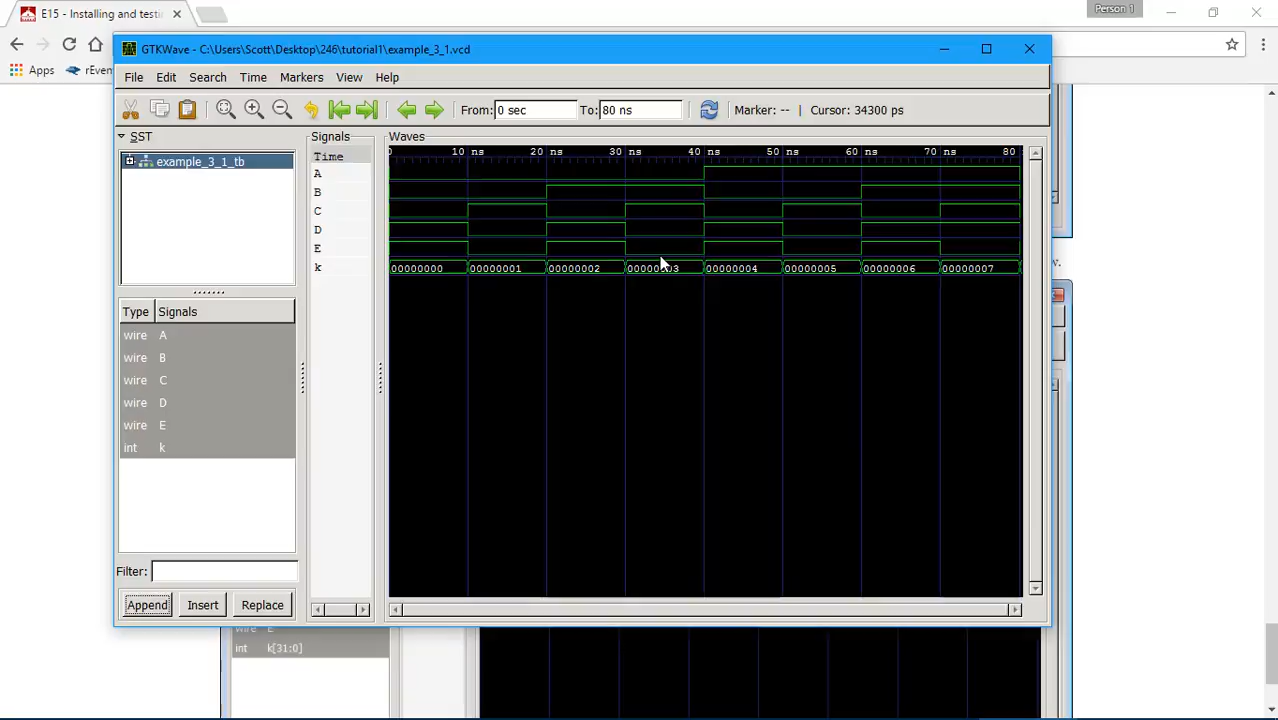 E15 - Installing and testi
Person 1
GTKWave - C:\Users\Scott\Desktop\246\tutorial1\example_3_1.vcd
Apps
rEven
File Edit Search Time Markers View Help
From: 0 sec To: 80 ns Marker: -- | Cursor: 34300 ps
SST
example_3_1_tb
Signals
Waves
Time
0 10 ns 20 ns 30 ns 40 ns 50 ns 60 ns 70 ns 80
A
B
C
D
E
k 00000000 00000001 00000002 00000003 00000004 00000005 00000006 00000007
Type Signals
wire A
wire B
wire C
wire D
wire E
int k
Filter:
Append Insert Replace
w.
wire E
int k[31:0]